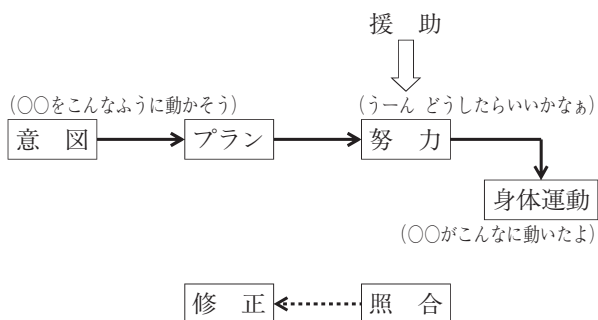 援 助
(○○をこんなふうに動かそう)
(うーん どうしたらいいかなぁ)
意 図
プラン
努 力
身体運動
(○○がこんなに動いたよ)
修 正
照 合